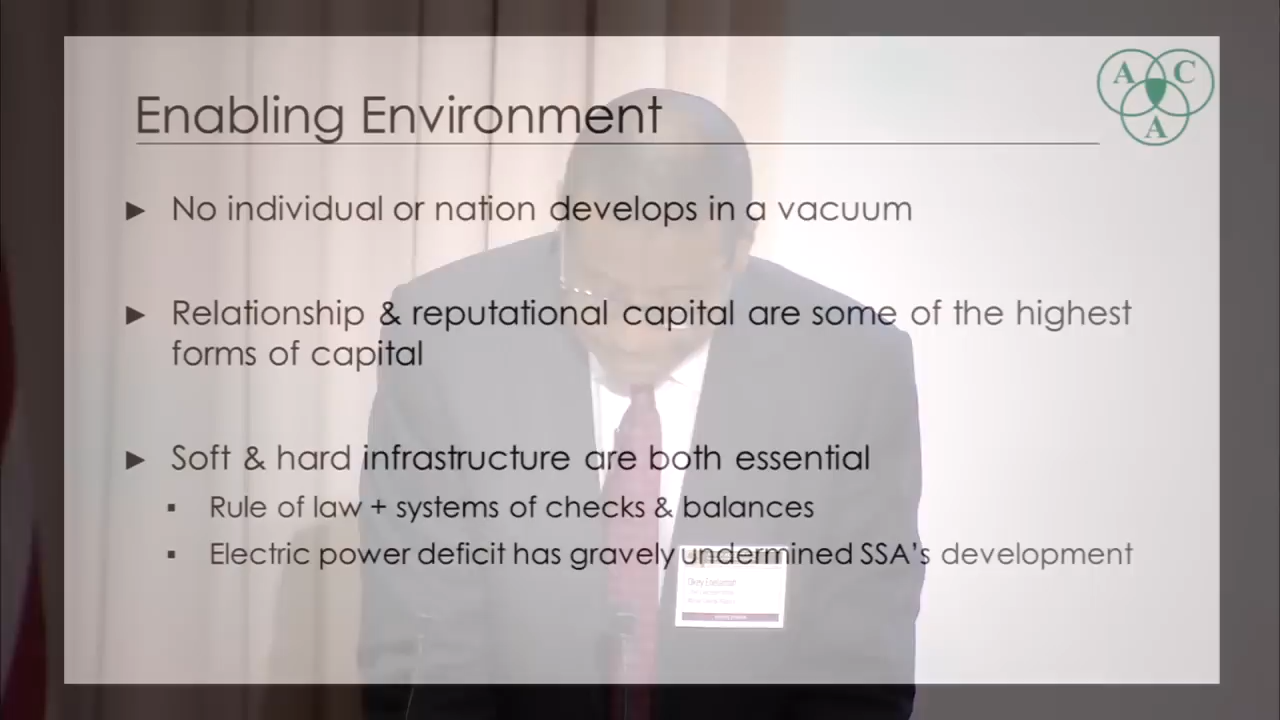 Enabling Environment
A C
A
► No individual or nation develops in a vacuum
► Relationship & reputational capital are some of the highest
forms of capital
► Soft & hard infrastructure are both essential
▪ Rule of law + systems of checks & balances
▪ Electric power deficit has gravely undermined SSA's development